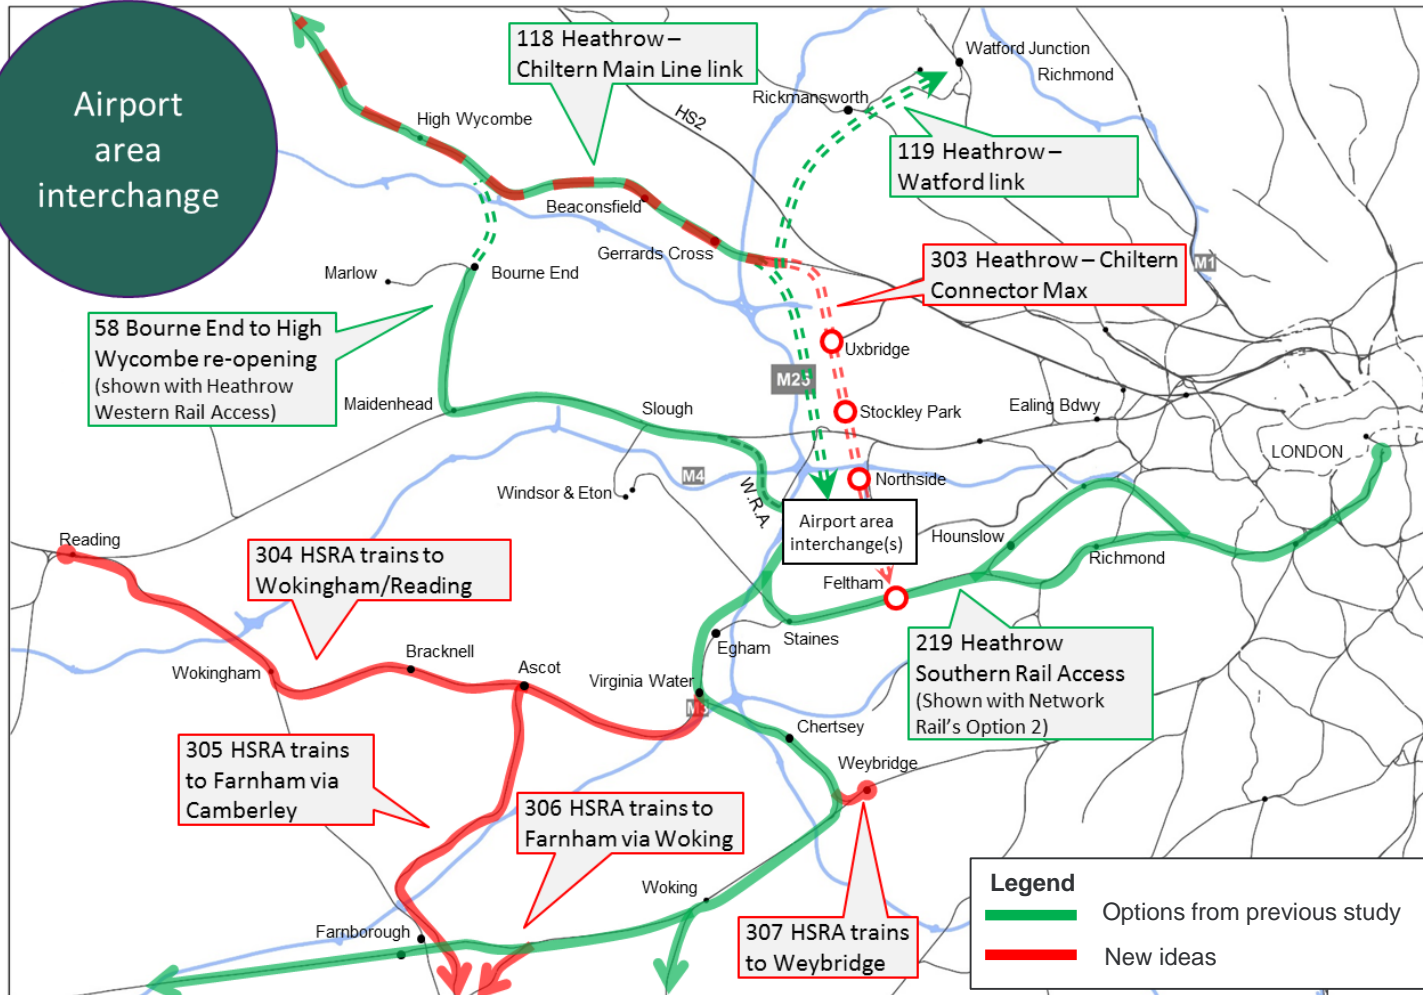 Airport
area
interchange
118 Heathrow –
Chiltern Main Line link
Watford Junction
Richmond
Rickmansworth
HS2
High Wycombe
119 Heathrow –
Watford link
Beaconsfield
Gerrards Cross
Marlow
Bourne End
303 Heathrow – Chiltern
Connector Max
M1
58 Bourne End to High
Wycombe re-opening
(shown with Heathrow
Western Rail Access)
Uxbridge
M25
Maidenhead
Slough
Stockley Park
Ealing Bdwy
LONDON
M4
Windsor & Eton
W.R.A.
Northside
Airport area
interchange(s)
Hounslow
Richmond
Reading
304 HSRA trains to
Wokingham/Reading
Feltham
Staines
Egham
219 Heathrow
Southern Rail Access
(Shown with Network
Rail's Option 2)
Bracknell
Ascot
Wokingham
Virginia Water
M3
Chertsey
305 HSRA trains
to Farnham via
Camberley
Weybridge
306 HSRA trains to
Farnham via Woking
Woking
Farnborough
307 HSRA trains
to Weybridge
Legend
Options from previous study
New ideas